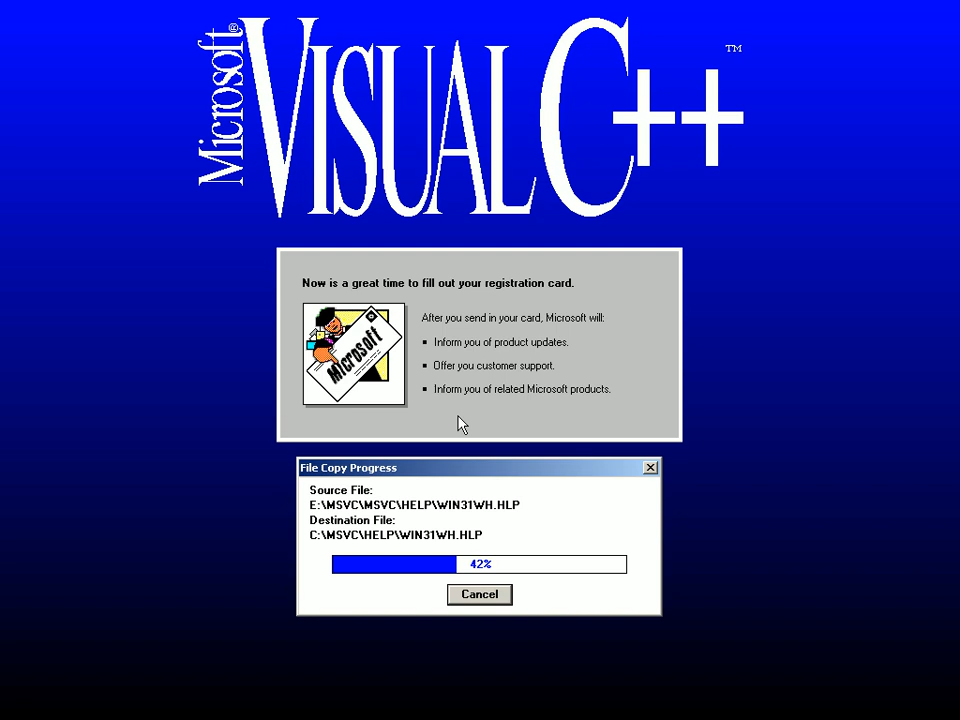 Microsoft®
VISUAL C++™
Now is a great time to fill out your registration card.
After you send in your card, Microsoft will:
▪ Inform you of product updates.
▪ Offer you customer support.
▪ Inform you of related Microsoft products.
Microsoft
File Copy Progress
Source File:
E:\MSVC\MSVC\HELP\WIN31WH.HLP
Destination File:
C:\MSVC\HELP\WIN31WH.HLP
42%
Cancel